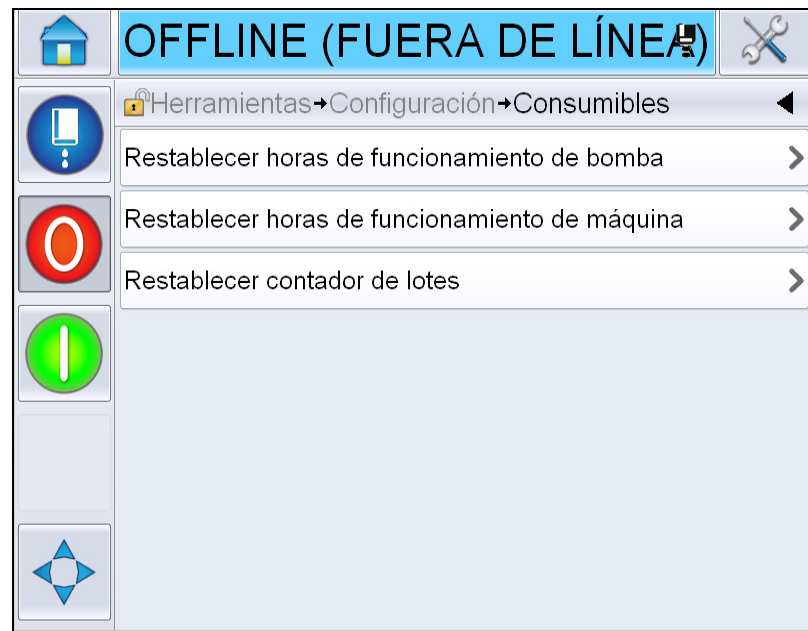 OFFLINE (FUERA DE LÍNEA)
Herramientas→Configuración→Consumibles
Restablecer horas de funcionamiento de bomba
Restablecer horas de funcionamiento de máquina
Restablecer contador de lotes